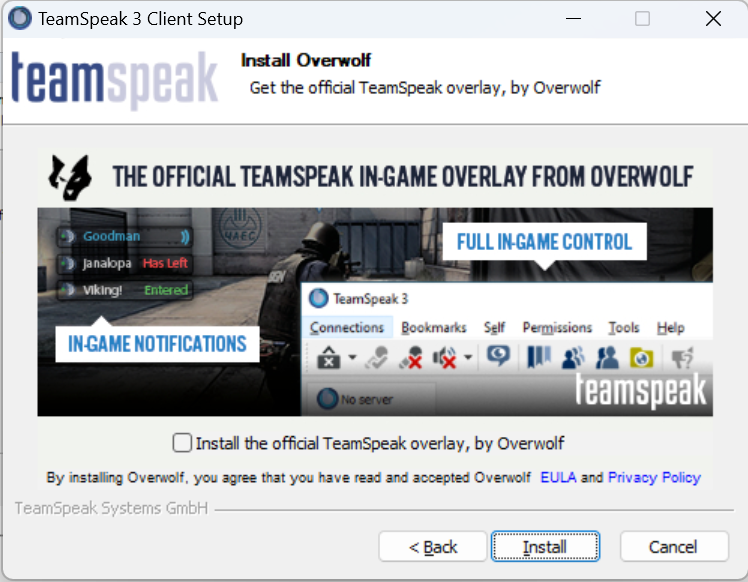 TeamSpeak 3 Client Setup
teamspeak
Install Overwolf
Get the official TeamSpeak overlay, by Overwolf
THE OFFICIAL TEAMSPEAK IN-GAME OVERLAY FROM OVERWOLF
Goodman
Janalopa Has Left
Viking! Entered
ЧАЕС
SGN
IN-GAME NOTIFICATIONS
FULL IN-GAME CONTROL
TeamSpeak 3
Connections Bookmarks Self Permissions Tools Help
No server
teamspeak
Install the official TeamSpeak overlay, by Overwolf
By installing Overwolf, you agree that you have read and accepted Overwolf EULA and Privacy Policy
TeamSpeak Systems GmbH
< Back Install Cancel